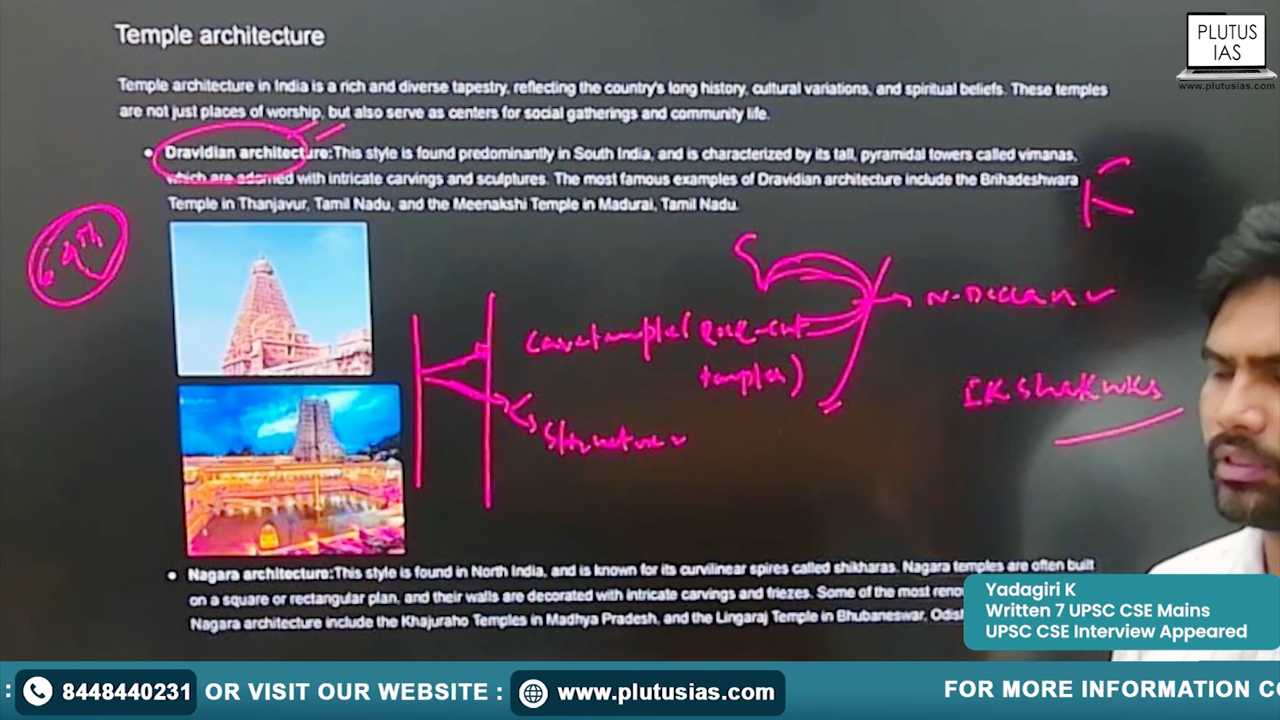 Temple architecture
PLUTUS
IAS
www.plutusias.com
Temple architecture in India is a rich and diverse tapestry, reflecting the country's long history, cultural variations, and spiritual beliefs. These temples
are not just places of worship, but also serve as centers for social gatherings and community life.
• Dravidian architecture:This style is found predominantly in South India, and is characterized by its tall, pyramidal towers called vimanas,
which are adorned with intricate carvings and sculptures. The most famous examples of Dravidian architecture include the Brihadeshwara
Temple in Thanjavur, Tamil Nadu, and the Meenakshi Temple in Madurai, Tamil Nadu.
K
N-Deccan
temples)
Ikshakuks
Structure
• Nagara architecture:This style is found in North India, and is known for its curvilinear spires called shikharas. Nagara temples are often built
on a square or rectangular plan, and their walls are decorated with intricate carvings and friezes. Some of the most
Nagara architecture include the Khajuraho Temples in Madhya Pradesh, and the Lingaraj Temple in Bhubaneswar,
Yadagiri K
Written 7 UPSC CSE Mains
UPSC CSE Interview Appeared
: 8448440231 OR VISIT OUR WEBSITE : www.plutusias.com FOR MORE INFORMATION